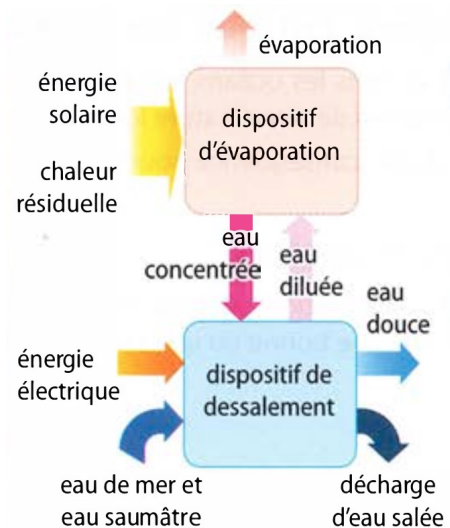 évaporation
énergie
solaire
chaleur
résiduelle
dispositif
d'évaporation
eau
concentrée
eau
diluée
eau
douce
énergie
électrique
dispositif de
dessalement
eau de mer et
eau saumâtre
décharge
d'eau salée